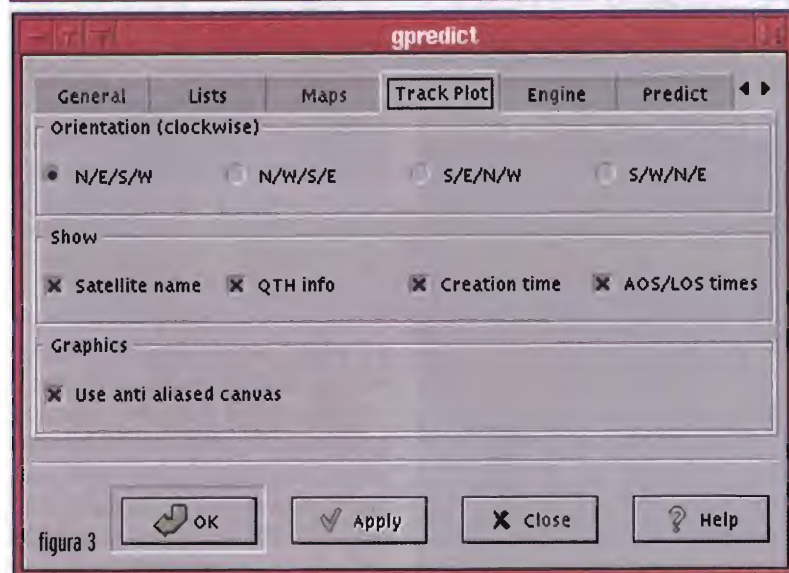 gpredict
General Lists Maps Track Plot Engine Predict
Orientation (clockwise)
N/E/S/W N/W/S/E S/E/N/W S/W/N/E
Show
Satellite name QTH info Creation time AOS/LOS times
Graphics
Use anti aliased canvas
OK Apply Close Help
figura 3